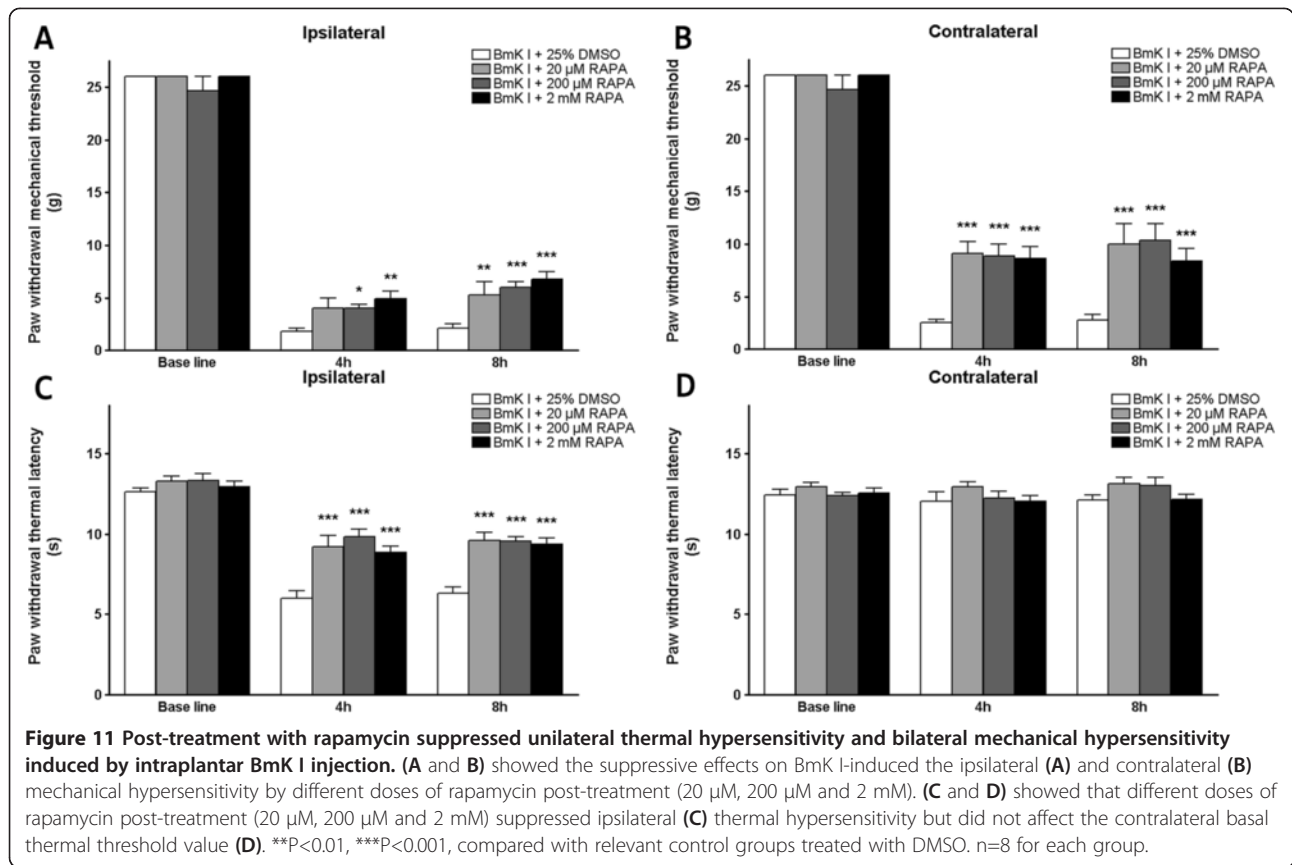 A
Ipsilateral
BmK I + 25% DMSO
BmK I + 20 µM RAPA
BmK I + 200 µM RAPA
BmK I + 2 mM RAPA
Paw withdrawal mechanical threshold
(g)
25
20
15
10
5
0
*
**
**
***
***
Base line
4h
8h
B
Contralateral
BmK I + 25% DMSO
BmK I + 20 µM RAPA
BmK I + 200 µM RAPA
BmK I + 2 mM RAPA
Paw withdrawal mechanical threshold
(g)
25
20
15
10
5
0
***
***
***
***
***
***
Base line
4h
8h
C
Ipsilateral
BmK I + 25% DMSO
BmK I + 20 µM RAPA
BmK I + 200 µM RAPA
BmK I + 2 mM RAPA
Paw withdrawal thermal latency
(s)
15
10
5
0
***
***
***
***
***
***
Base line
4h
8h
D
Contralateral
BmK I + 25% DMSO
BmK I + 20 µM RAPA
BmK I + 200 µM RAPA
BmK I + 2 mM RAPA
Paw withdrawal thermal latency
(s)
15
10
5
0
Base line
4h
8h
Figure 11 Post-treatment with rapamycin suppressed unilateral thermal hypersensitivity and bilateral mechanical hypersensitivity
induced by intraplantar BmK I injection. (A and B) showed the suppressive effects on BmK I-induced the ipsilateral (A) and contralateral (B)
mechanical hypersensitivity by different doses of rapamycin post-treatment (20 µM, 200 µM and 2 mM). (C and D) showed that different doses of
rapamycin post-treatment (20 µM, 200 µM and 2 mM) suppressed ipsilateral (C) thermal hypersensitivity but did not affect the contralateral basal
thermal threshold value (D). **P<0.01, ***P<0.001, compared with relevant control groups treated with DMSO. n=8 for each group.